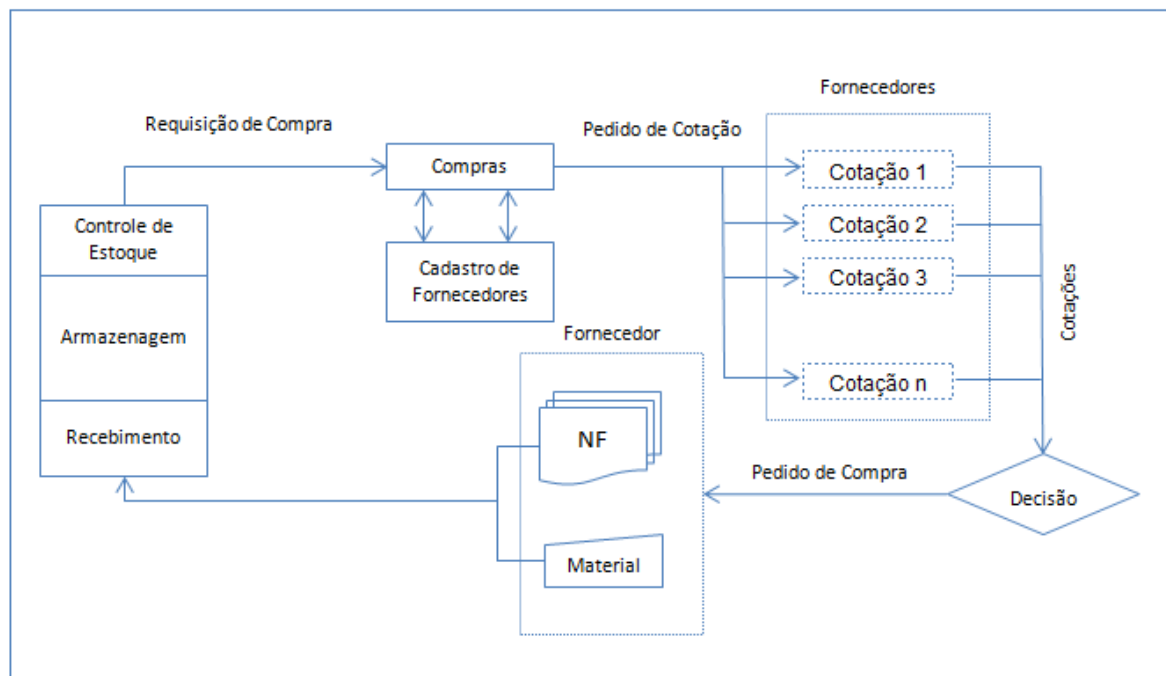 Fornecedores
Requisição de Compra
Pedido de Cotação
Compras
Cotação 1
Cotação 2
Cotação 3
Cotação n
Cotações
Controle de
Estoque
Armazenagem
Recebimento
Cadastro de
Fornecedores
Fornecedor
NF
Material
Pedido de Compra
Decisão